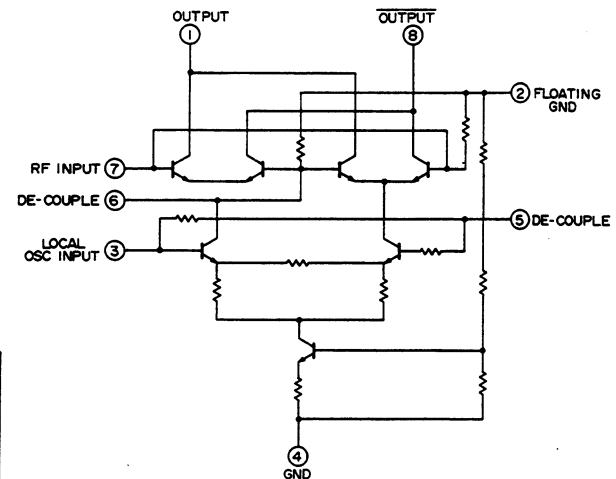 OUTPUT
1
OUTPUT
8
2 FLOATING
GND
RF INPUT 7
DE-COUPLE 6
5 DE-COUPLE
LOCAL
OSC INPUT 3
4
GND